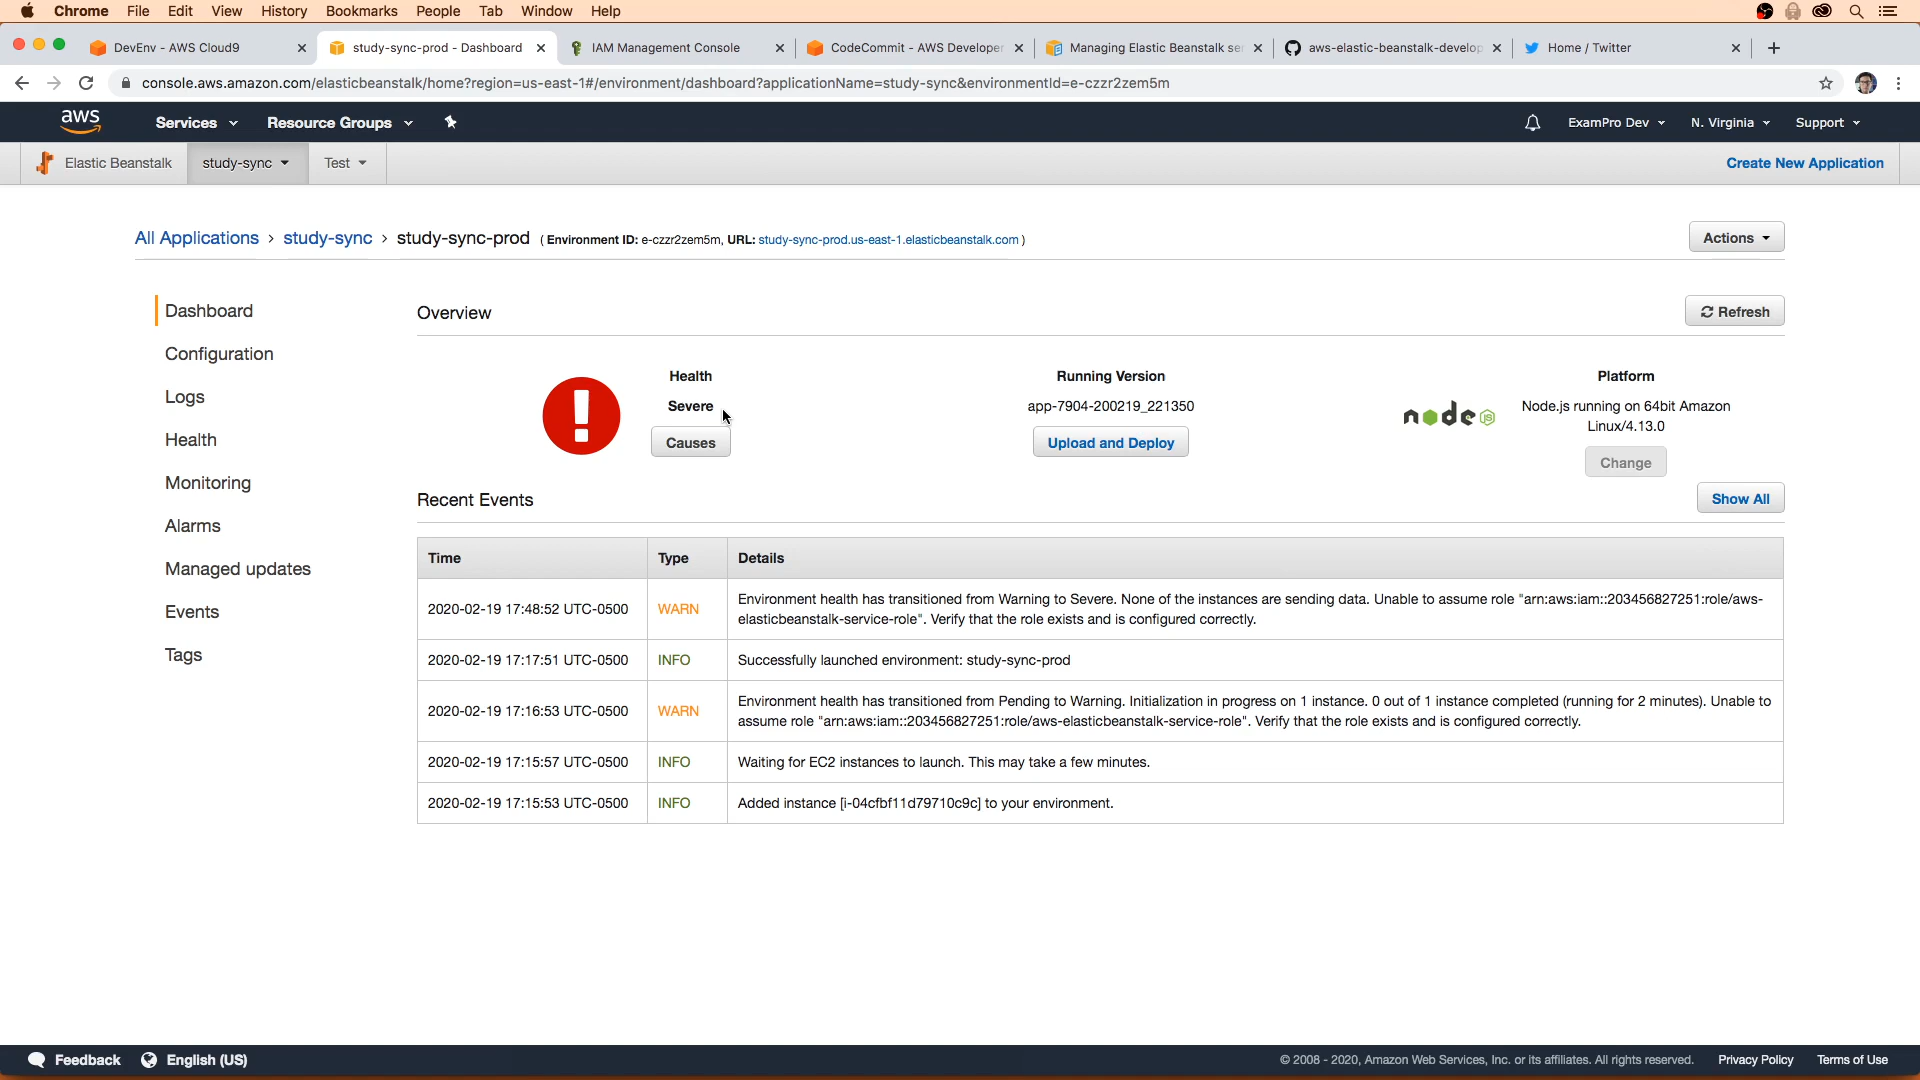 Chrome File Edit View History Bookmarks People Tab Window Help
DevEnv - AWS Cloud9 study-sync-prod - Dashboard IAM Management Console CodeCommit - AWS Developer Managing Elastic Beanstalk se aws-elastic-beanstalk-develop Home / Twitter
console.aws.amazon.com/elasticbeanstalk/home?region=us-east-1#/environment/dashboard?applicationName=study-sync&environmentId=e-czzr2zem5m
aws Services Resource Groups ExamPro Dev N. Virginia Support
Elastic Beanstalk study-sync Test Create New Application
All Applications > study-sync > study-sync-prod ( Environment ID: e-czzr2zem5m, URL: study-sync-prod.us-east-1.elasticbeanstalk.com ) Actions
Dashboard
Configuration
Logs
Health
Monitoring
Alarms
Managed updates
Events
Tags
Overview Refresh
Health
Severe
Causes
Running Version
app-7904-200219_221350
Upload and Deploy
node JS
Platform
Node.js running on 64bit Amazon
Linux/4.13.0
Change
Recent Events Show All
Time Type Details
2020-02-19 17:48:52 UTC-0500 WARN Environment health has transitioned from Warning to Severe. None of the instances are sending data. Unable to assume role "arn:aws:iam::203456827251:role/aws-
elasticbeanstalk-service-role". Verify that the role exists and is configured correctly.
2020-02-19 17:17:51 UTC-0500 INFO Successfully launched environment: study-sync-prod
2020-02-19 17:16:53 UTC-0500 WARN Environment health has transitioned from Pending to Warning. Initialization in progress on 1 instance. 0 out of 1 instance completed (running for 2 minutes). Unable to
assume role "arn:aws:iam::203456827251:role/aws-elasticbeanstalk-service-role". Verify that the role exists and is configured correctly.
2020-02-19 17:15:57 UTC-0500 INFO Waiting for EC2 instances to launch. This may take a few minutes.
2020-02-19 17:15:53 UTC-0500 INFO Added instance [i-04cfbf11d79710c9c] to your environment.
Feedback English (US) © 2008 - 2020, Amazon Web Services, Inc. or its affiliates. All rights reserved. Privacy Policy Terms of Use